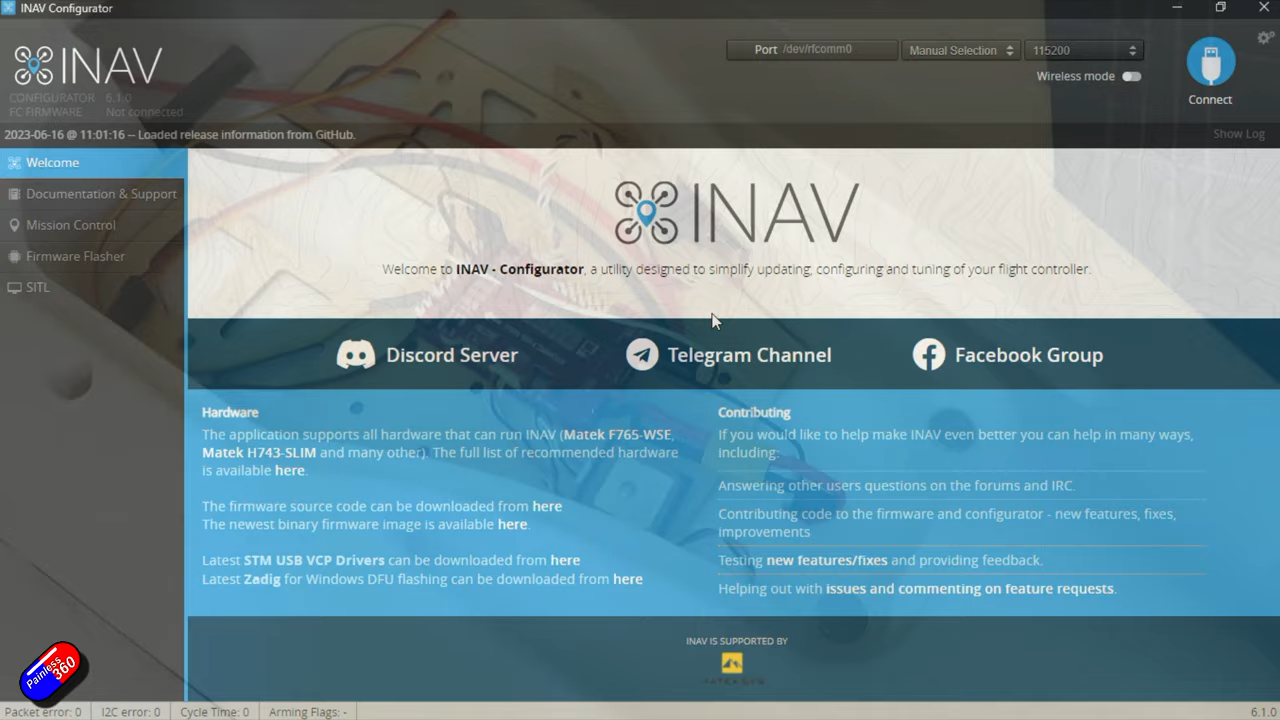 INAV Configurator
INAV
CONFIGURATOR 6.1.0
FC FIRMWARE Not connected
Port /dev/rfcomm0
Manual Selection
115200
Wireless mode
Connect
2023-06-16 @ 11:01:16 -- Loaded release information from GitHub.
Show Log
Welcome
Documentation & Support
Mission Control
Firmware Flasher
SITL
INAV
Welcome to INAV - Configurator, a utility designed to simplify updating, configuring and tuning of your flight controller.
Discord Server
Telegram Channel
Facebook Group
Hardware
The application supports all hardware that can run INAV (Matek F765-WSE,
Matek H743-SLIM and many other). The full list of recommended hardware
is available here.
The firmware source code can be downloaded from here
The newest binary firmware image is available here.
Latest STM USB VCP Drivers can be downloaded from here
Latest Zadig for Windows DFU flashing can be downloaded from here
Contributing
If you would like to help make INAV even better you can help in many ways,
including:
Answering other users questions on the forums and IRC.
Contributing code to the firmware and configurator - new features, fixes,
improvements
Testing new features/fixes and providing feedback.
Helping out with issues and commenting on feature requests.
INAV IS SUPPORTED BY
Painless
360
Packet error: 0
I2C error: 0
Cycle Time: 0
Arming Flags: -
6.1.0